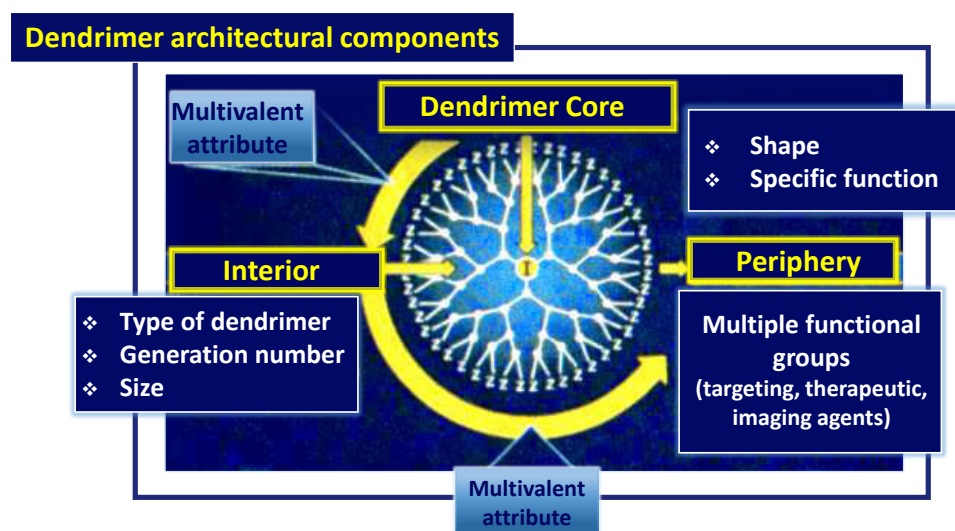 Dendrimer architectural components
Multivalent
attribute
Dendrimer Core
❖ Shape
❖ Specific function
Interior
I
Periphery
❖ Type of dendrimer
❖ Generation number
❖ Size
Multiple functional
groups
(targeting, therapeutic,
imaging agents)
Multivalent
attribute